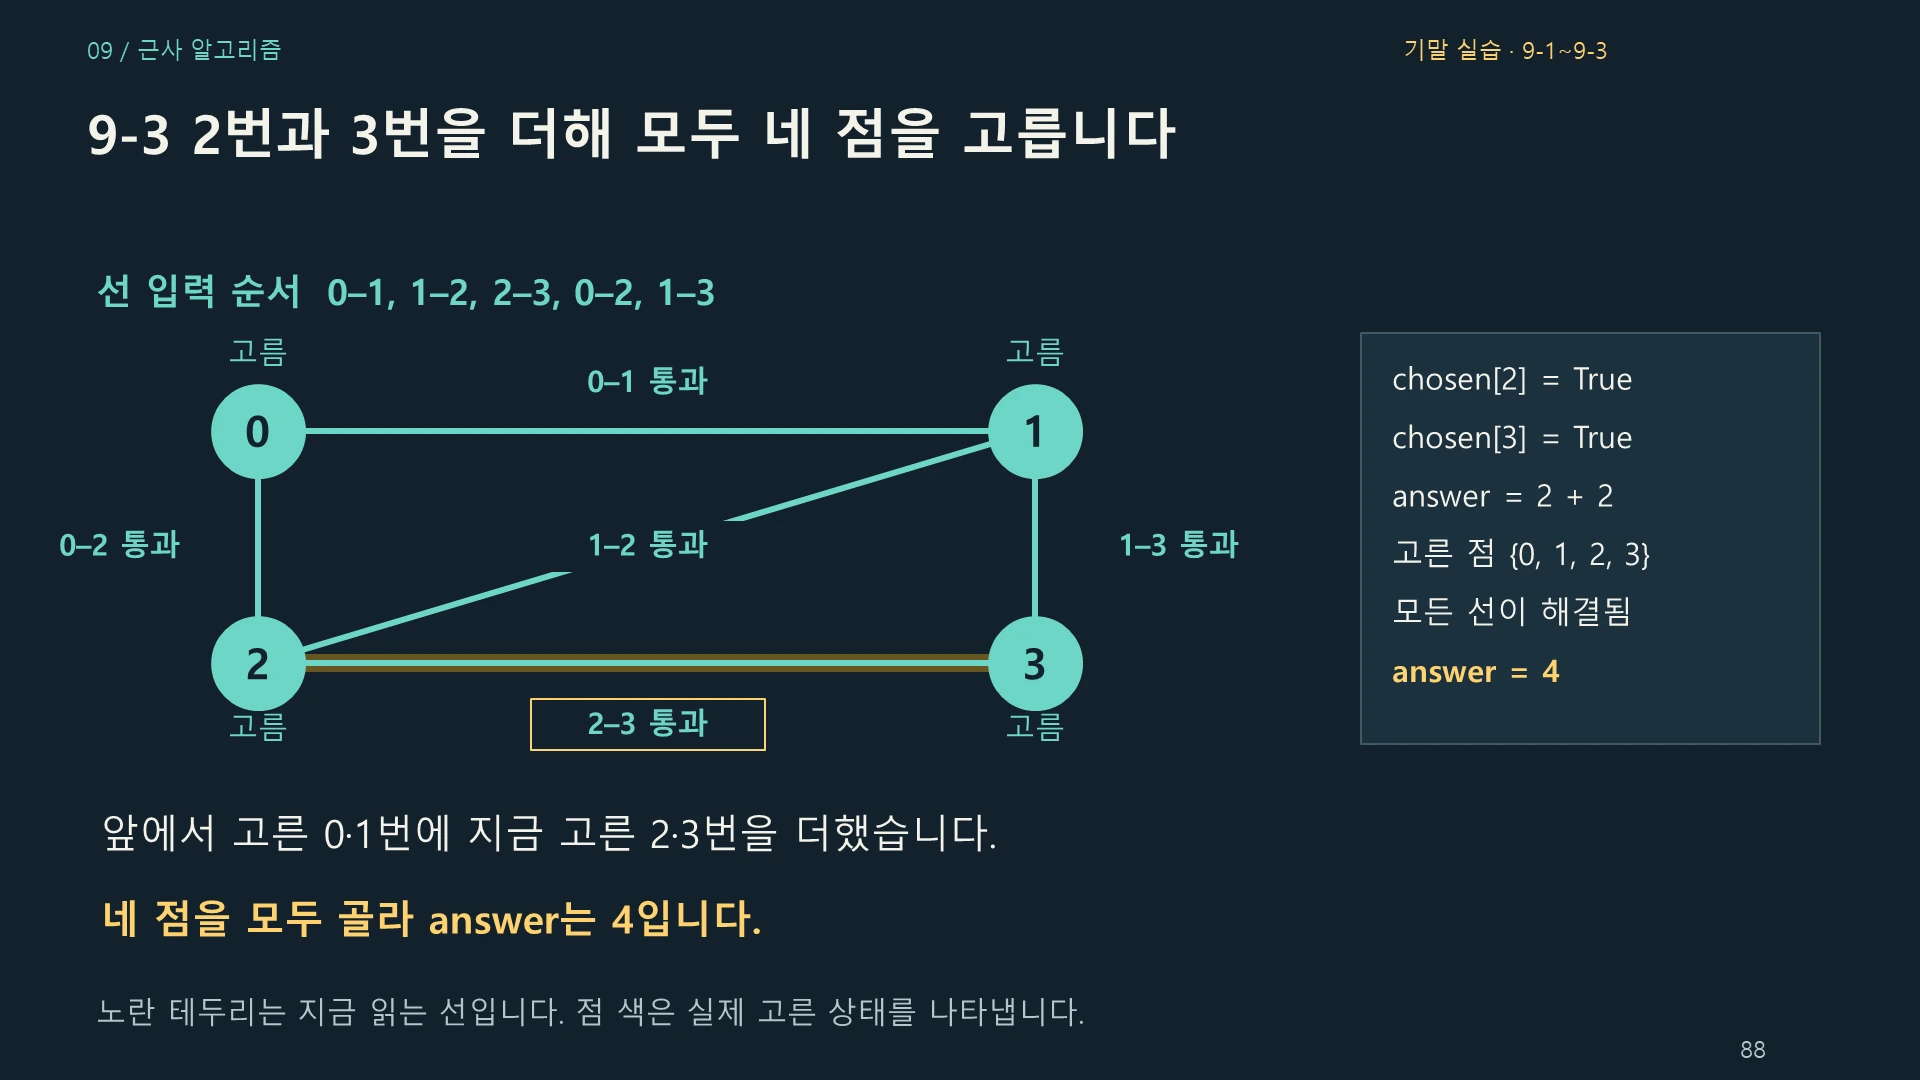 09 / 근사 알고리즘
기말 실습 · 9-1~9-3
9-3 2번과 3번을 더해 모두 네 점을 고릅니다
선 입력 순서 0–1, 1–2, 2–3, 0–2, 1–3
고름
고름
0–1 통과
0
1
0–2 통과
1–2 통과
1–3 통과
2
3
고름
2–3 통과
고름
chosen[2] = True
chosen[3] = True
answer = 2 + 2
고른 점 {0, 1, 2, 3}
모든 선이 해결됨
answer = 4
앞에서 고른 0·1번에 지금 고른 2·3번을 더했습니다.
네 점을 모두 골라 answer는 4입니다.
노란 테두리는 지금 읽는 선입니다. 점 색은 실제 고른 상태를 나타냅니다.
88